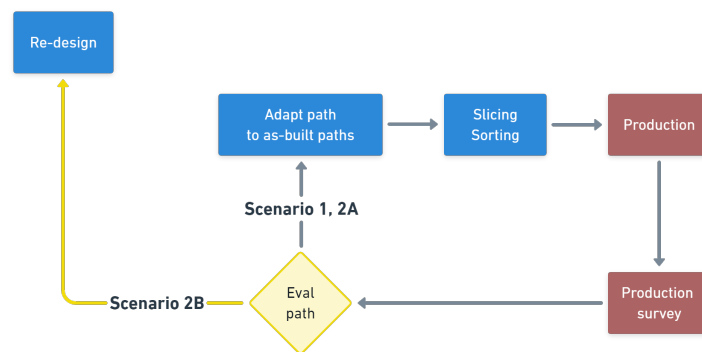 Re-design
Adapt path
to as-built paths
Slicing
Sorting
Production
Scenario 1, 2A
Scenario 2B
Eval
path
Production
survey